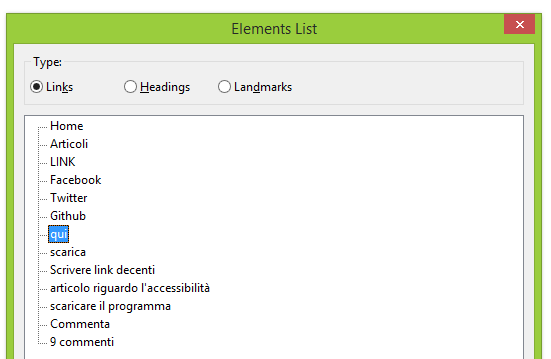 Elements List
Type:
Links Headings Landmarks
Home
Articoli
LINK
Facebook
Twitter
Github
qui
scarica
Scrivere link decenti
articolo riguardo l'accessibilità
scaricare il programma
Commenta
9 commenti